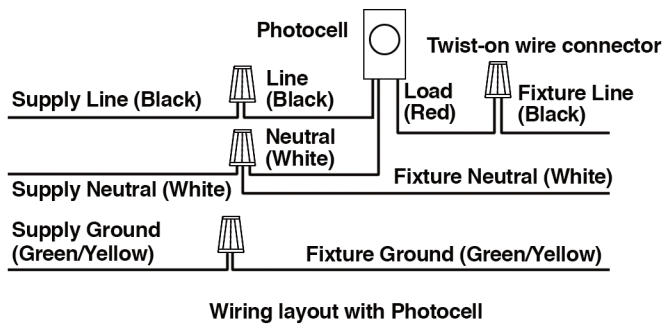 Photocell
Twist-on wire connector
Supply Line (Black)
Line
(Black)
Load
(Red)
Fixture Line
(Black)
Neutral
(White)
Supply Neutral (White)
Fixture Neutral (White)
Supply Ground
(Green/Yellow)
Fixture Ground (Green/Yellow)
Wiring layout with Photocell